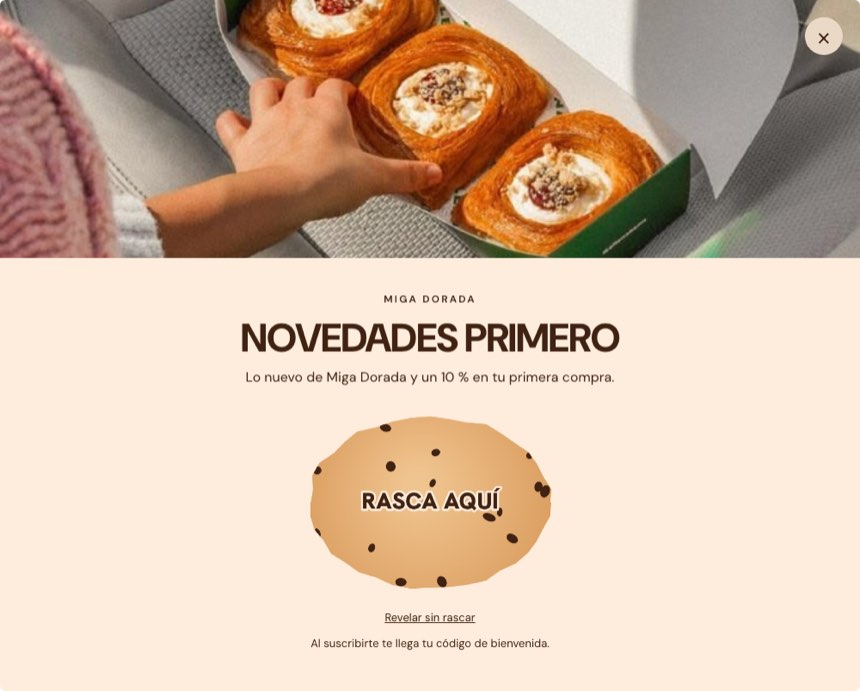 MIGA DORADA
NOVEDADES PRIMERO
Lo nuevo de Miga Dorada y un 10 % en tu primera compra.
RASCA AQUÍ
Revelar sin rascar
Al suscribirte te llega tu código de bienvenida.